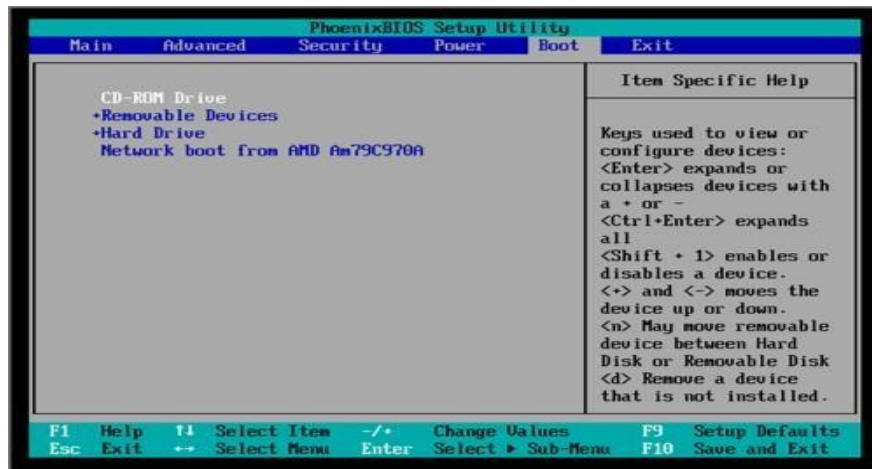 PhoenixBIOS Setup Utility
Main Advanced Security Power Boot Exit
CD-ROM Drive
+Removable Devices
+Hard Drive
Network boot from AMD Am79C970A
Item Specific Help
Keys used to view or
configure devices:
<Enter> expands or
collapses devices with
a + or -
<Ctrl+Enter> expands
all
<Shift + 1> enables or
disables a device.
<+> and <-> moves the
device up or down.
<n> May move removable
device between Hard
Disk or Removable Disk
<d> Remove a device
that is not installed.
F1 Help ↑↓ Select Item -/+ Change Values F9 Setup Defaults
Esc Exit ↔ Select Menu Enter Select ▶ Sub-Menu F10 Save and Exit